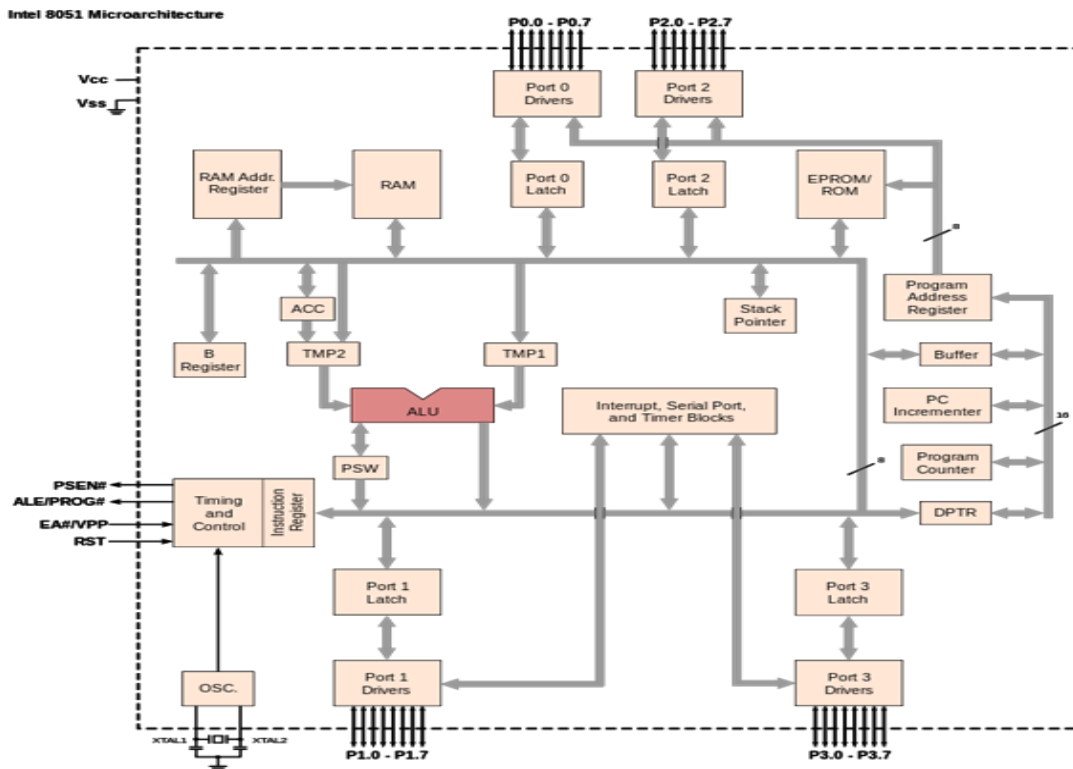 Intel 8051 Microarchitecture
P0.0 - P0.7
P2.0 - P2.7
Vcc
Vss
Port 0
Drivers
Port 2
Drivers
RAM Addr.
Register
RAM
Port 0
Latch
Port 2
Latch
EPROM/
ROM
8
Program
Address
Register
ACC
Stack
Pointer
B
Register
TMP2
TMP1
Buffer
ALU
Interrupt, Serial Port,
and Timer Blocks
PC
Incrementer
16
PSW
8
Program
Counter
PSEN#
ALE/PROG#
EA#/VPP
RST
Timing
and
Control
Instruction
Register
DPTR
Port 1
Latch
Port 3
Latch
OSC.
Port 1
Drivers
Port 3
Drivers
XTAL1
XTAL2
P1.0 - P1.7
P3.0 - P3.7